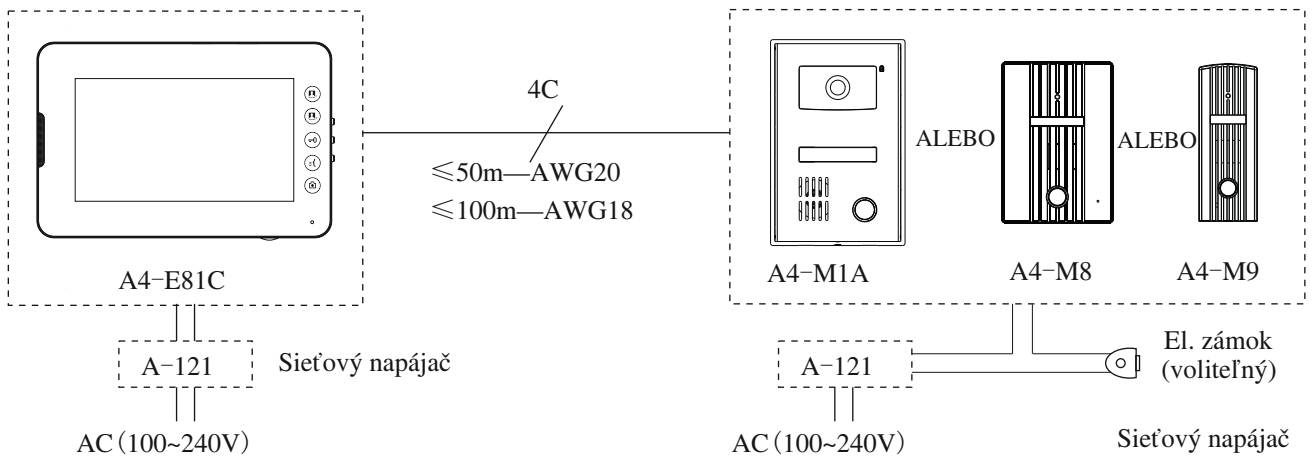 4C
≤50m—AWG20
≤100m—AWG18
ALEBO
ALEBO
A4-E81C
A4-M1A
A4-M8
A4-M9
A-121
Sieťový napájač
AC(100~240V)
A-121
El. zámok
(voliteľný)
AC(100~240V)
Sieťový napájač